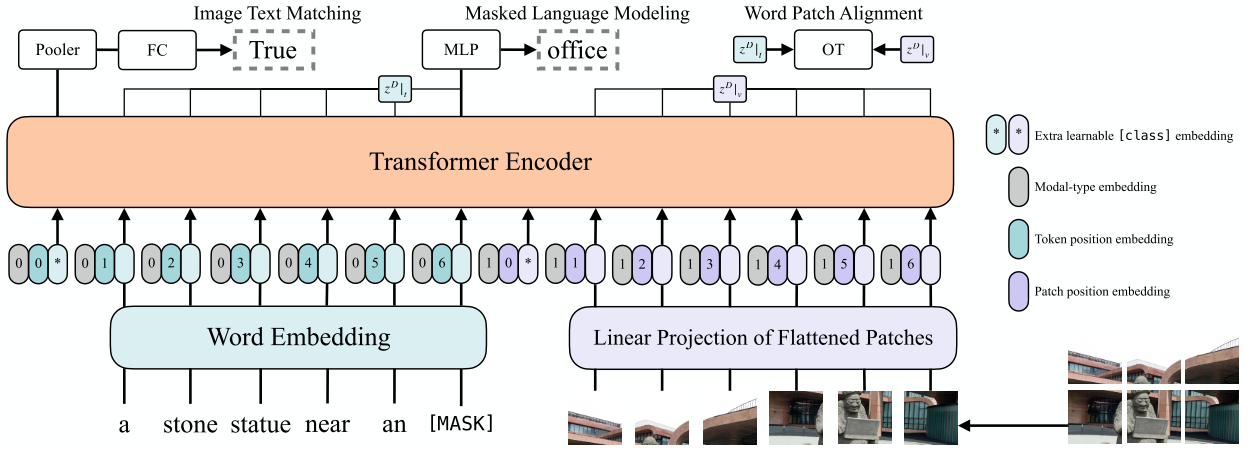 Image Text Matching Masked Language Modeling Word Patch Alignment
Pooler FC True MLP office z^D|_t OT z^D|_v
z^D|_t z^D|_v
Transformer Encoder
* * Extra learnable [class] embedding
Modal-type embedding
Token position embedding
Patch position embedding
0 0 * 0 1 0 2 0 3 0 4 0 5 0 6 1 0 * 1 1 1 2 1 3 1 4 1 5 1 6
Word Embedding Linear Projection of Flattened Patches
a stone statue near an [MASK]